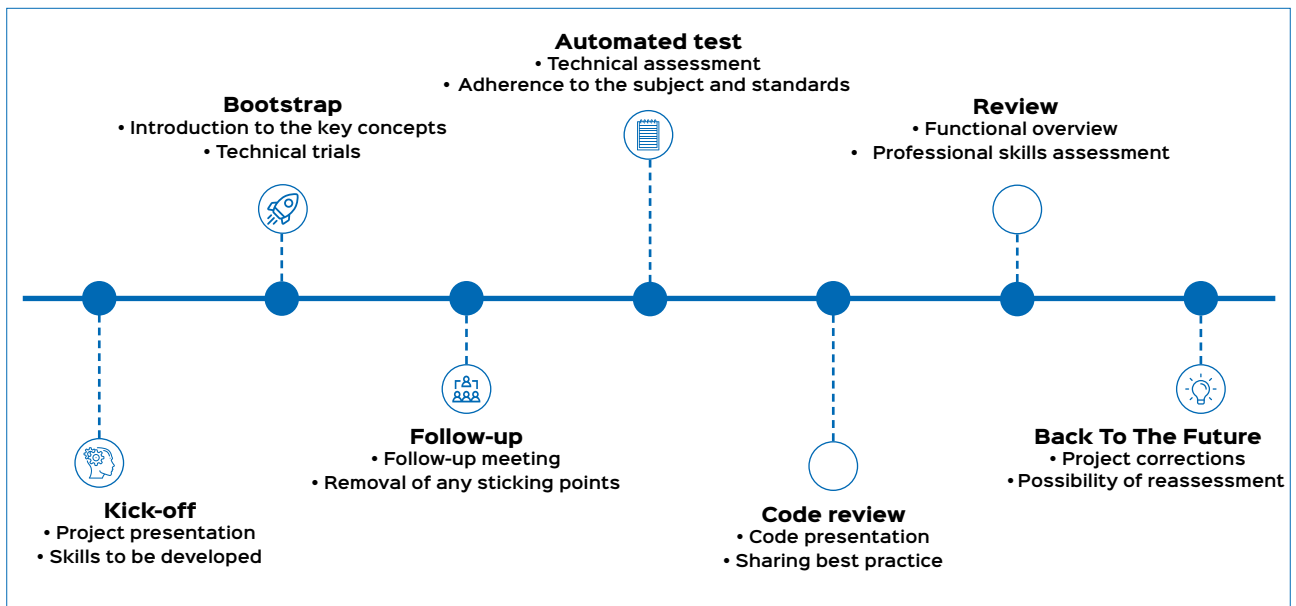 Kick-off
• Project presentation
• Skills to be developed
Bootstrap
• Introduction to the key concepts
• Technical trials
Follow-up
• Follow-up meeting
• Removal of any sticking points
Automated test
• Technical assessment
• Adherence to the subject and standards
Code review
• Code presentation
• Sharing best practice
Review
• Functional overview
• Professional skills assessment
Back To The Future
• Project corrections
• Possibility of reassessment